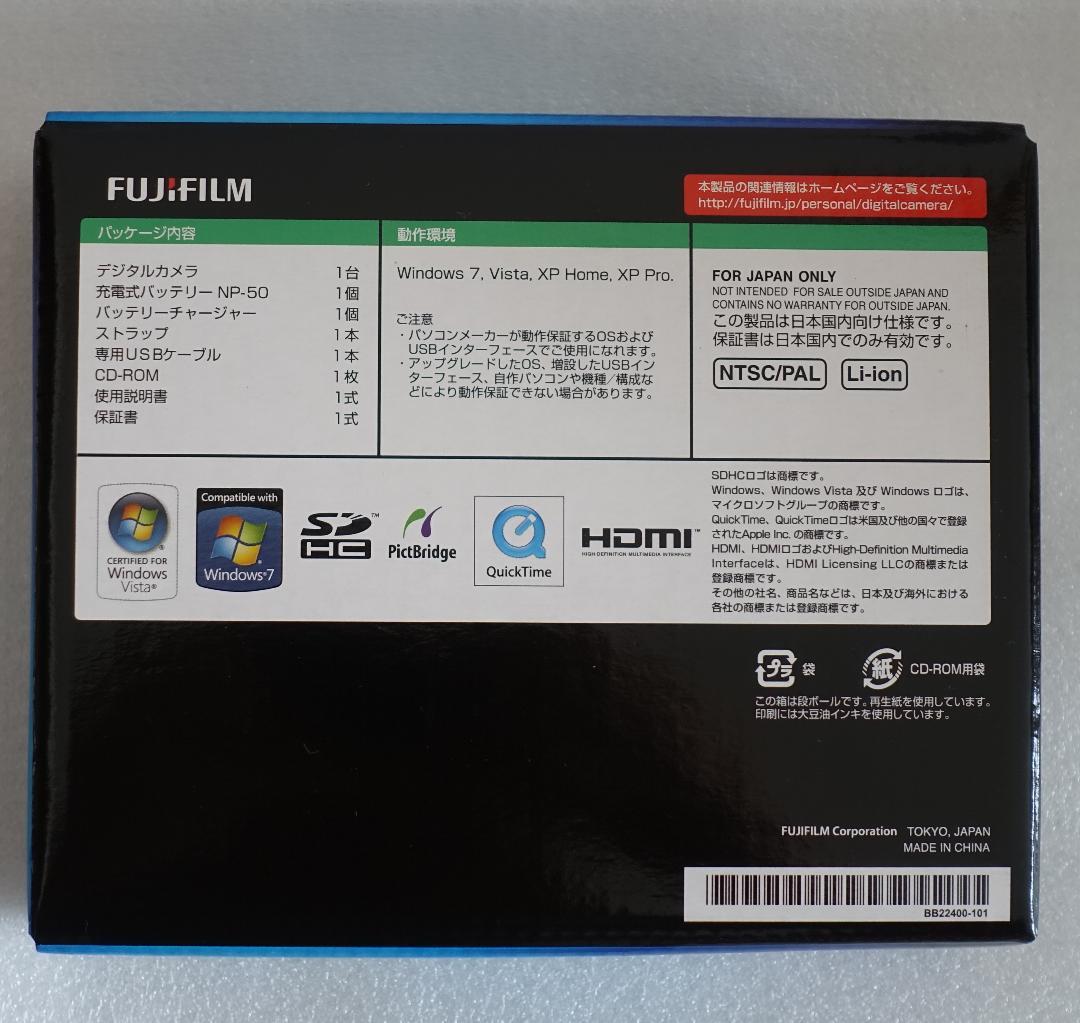 FUJIFILM
本製品の関連情報はホームページをご覧ください。
http://fujifilm.jp/personal/digitalcamera/
パッケージ内容
デジタルカメラ 1台
充電式バッテリー NP-50 1個
バッテリーチャージャー 1個
ストラップ 1本
専用USBケーブル 1本
CD-ROM 1枚
使用説明書 1式
保証書 1式
動作環境
Windows 7, Vista, XP Home, XP Pro.
ご注意
・パソコンメーカーが動作保証するOSおよび
USBインターフェースでご使用になれます。
・アップグレードしたOS、増設したUSBイン
ターフェース、自作パソコンや機種/構成な
どにより動作保証できない場合があります。
FOR JAPAN ONLY
NOT INTENDED FOR SALE OUTSIDE JAPAN AND
CONTAINS NO WARRANTY FOR OUTSIDE JAPAN.
この製品は日本国内向け仕様です。
保証書は日本国内でのみ有効です。
NTSC/PAL Li-ion
CERTIFIED FOR
Windows
Vista®
Compatible with
Windows®7
SD™
HC
PictBridge
QuickTime
HDMI™
HIGH DEFINITION MULTIMEDIA INTERFACE
SDHCロゴは商標です。
Windows、Windows Vista 及び Windows ロゴは、
マイクロソフトグループの商標です。
QuickTime、QuickTimeロゴは米国及び他の国々で登録
されたApple Inc. の商標です。
HDMI、HDMIロゴおよびHigh-Definition Multimedia
Interfaceは、HDMI Licensing LLCの商標または
登録商標です。
その他の社名、商品名などは、日本及び海外における
各社の商標または登録商標です。
プラ 袋 紙 CD-ROM用袋
この箱は段ボールです。再生紙を使用しています。
印刷には大豆油インキを使用しています。
FUJIFILM Corporation TOKYO, JAPAN
MADE IN CHINA
BB22400-101